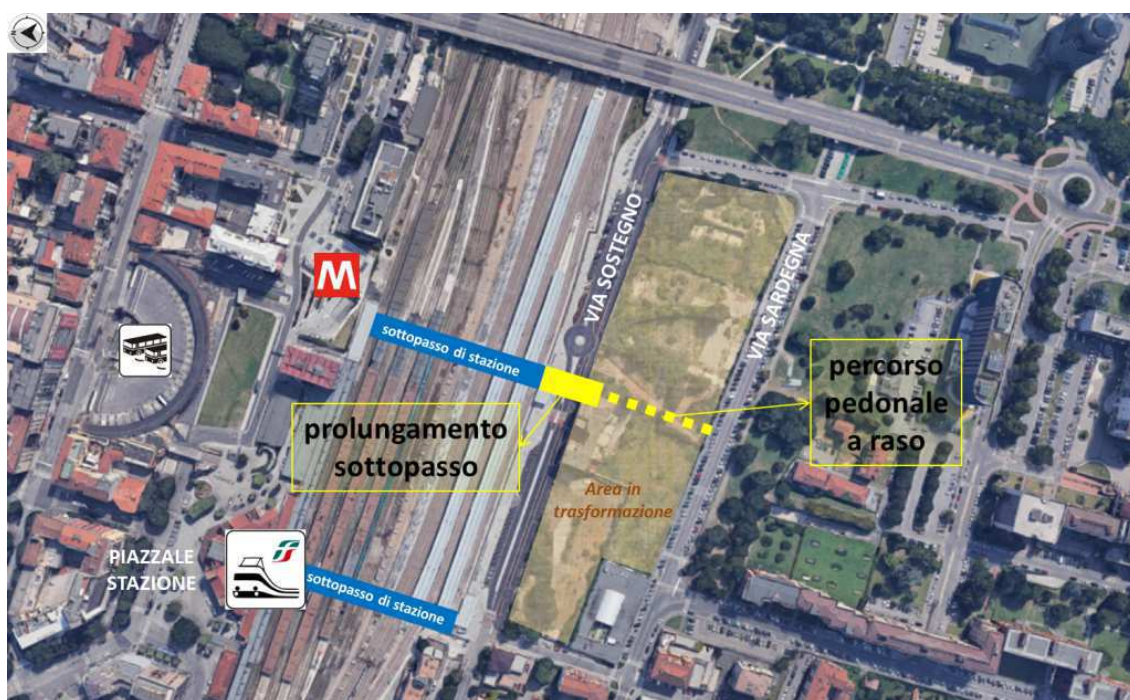 VIA SOSTEGNO
M
VIA SARDEGNA
sottopasso di stazione
percorso
pedonale
a raso
prolungamento
sottopasso
Area in
trasformazione
PIAZZALE
STAZIONE
sottopasso di stazione